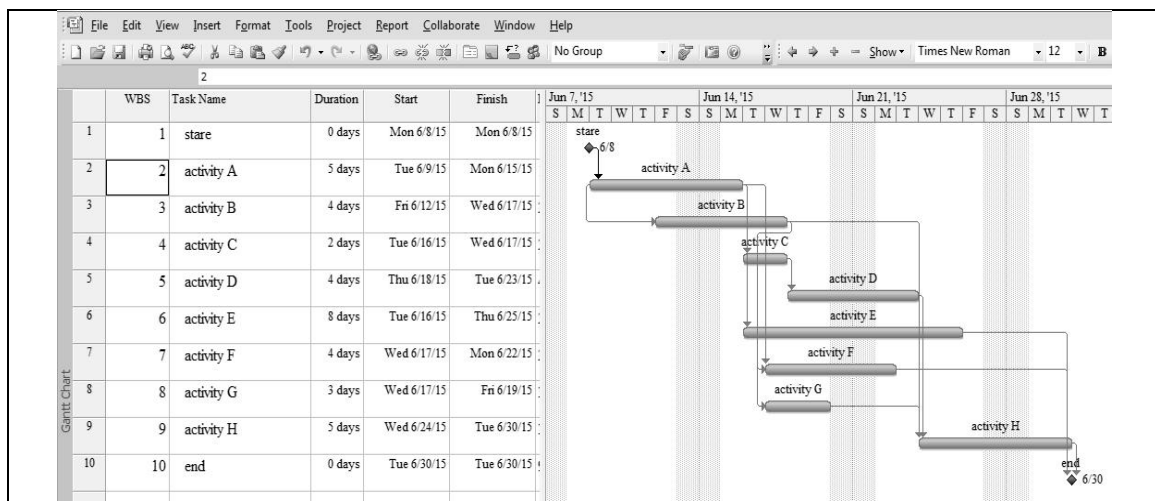 File Edit View Insert Format Tools Project Report Collaborate Window Help
No Group Show Times New Roman 12 B
2
WBS Task Name Duration Start Finish Jun 7, '15 Jun 14, '15 Jun 21, '15 Jun 28, '15
S M T W T F S S M T W T F S S M T W T F S S M T W T
1 1 stare 0 days Mon 6/8/15 Mon 6/8/15
2 2 activity A 5 days Tue 6/9/15 Mon 6/15/15
3 3 activity B 4 days Fri 6/12/15 Wed 6/17/15
4 4 activity C 2 days Tue 6/16/15 Wed 6/17/15
5 5 activity D 4 days Thu 6/18/15 Tue 6/23/15
6 6 activity E 8 days Tue 6/16/15 Thu 6/25/15
7 7 activity F 4 days Wed 6/17/15 Mon 6/22/15
8 8 activity G 3 days Wed 6/17/15 Fri 6/19/15
9 9 activity H 5 days Wed 6/24/15 Tue 6/30/15
10 10 end 0 days Tue 6/30/15 Tue 6/30/15
stare
6/8
activity A
activity B
activity C
activity D
activity E
activity F
activity G
activity H
end
6/30
Gantt Chart